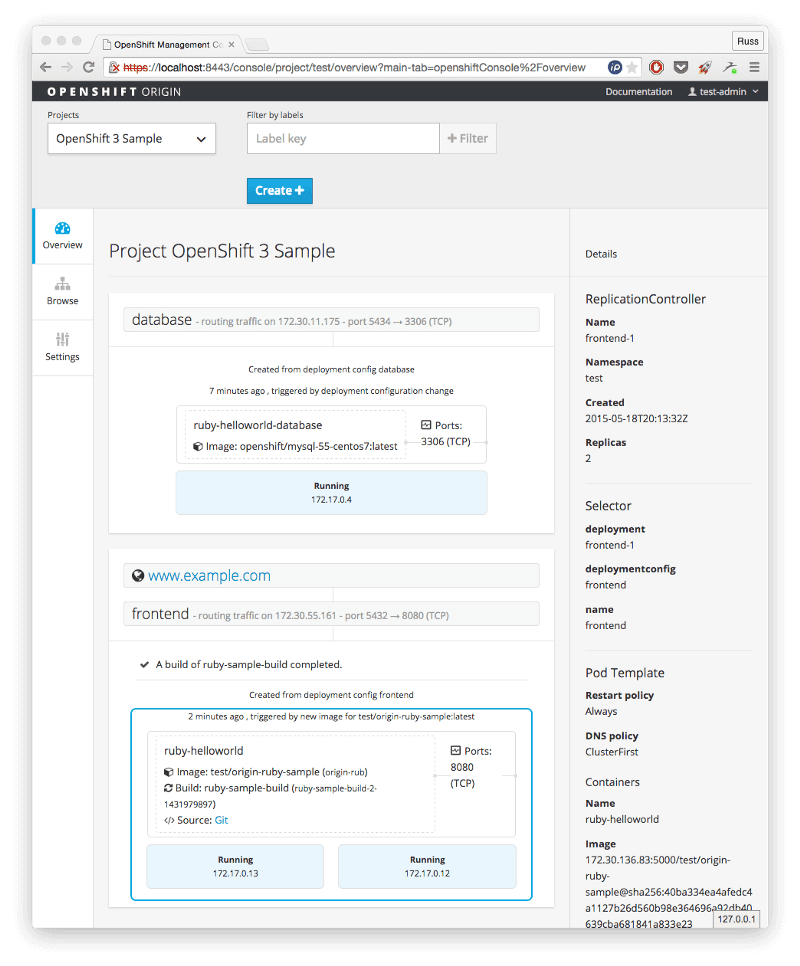 OpenShift Management Co
Russ
https://localhost:8443/console/project/test/overview?main-tab=openshiftConsole%2Foverview
OPENSHIFT ORIGIN
Documentation
test-admin
Projects
Filter by labels
OpenShift 3 Sample
Label key
+ Filter
Create +
Overview
Browse
Settings
Project OpenShift 3 Sample
database - routing traffic on 172.30.11.175 - port 5434 → 3306 (TCP)
Created from deployment config database
7 minutes ago , triggered by deployment configuration change
ruby-helloworld-database
Image: openshift/mysql-55-centos7:latest
Ports:
3306 (TCP)
Running
172.17.0.4
www.example.com
frontend - routing traffic on 172.30.55.161 - port 5432 → 8080 (TCP)
A build of ruby-sample-build completed.
Created from deployment config frontend
2 minutes ago , triggered by new image for test/origin-ruby-sample:latest
ruby-helloworld
Image: test/origin-ruby-sample (origin-rub)
Build: ruby-sample-build (ruby-sample-build-2-
1431979897)
Source: Git
Ports:
8080
(TCP)
Running
172.17.0.13
Running
172.17.0.12
Details
ReplicationController
Name
frontend-1
Namespace
test
Created
2015-05-18T20:13:32Z
Replicas
2
Selector
deployment
frontend-1
deploymentconfig
frontend
name
frontend
Pod Template
Restart policy
Always
DNS policy
ClusterFirst
Containers
Name
ruby-helloworld
Image
172.30.136.83:5000/test/origin-
ruby-
sample@sha256:40ba334ea4afedc4
a1127b26d560b98e364696a92db40
639cba681841a833e23
127.0.0.1